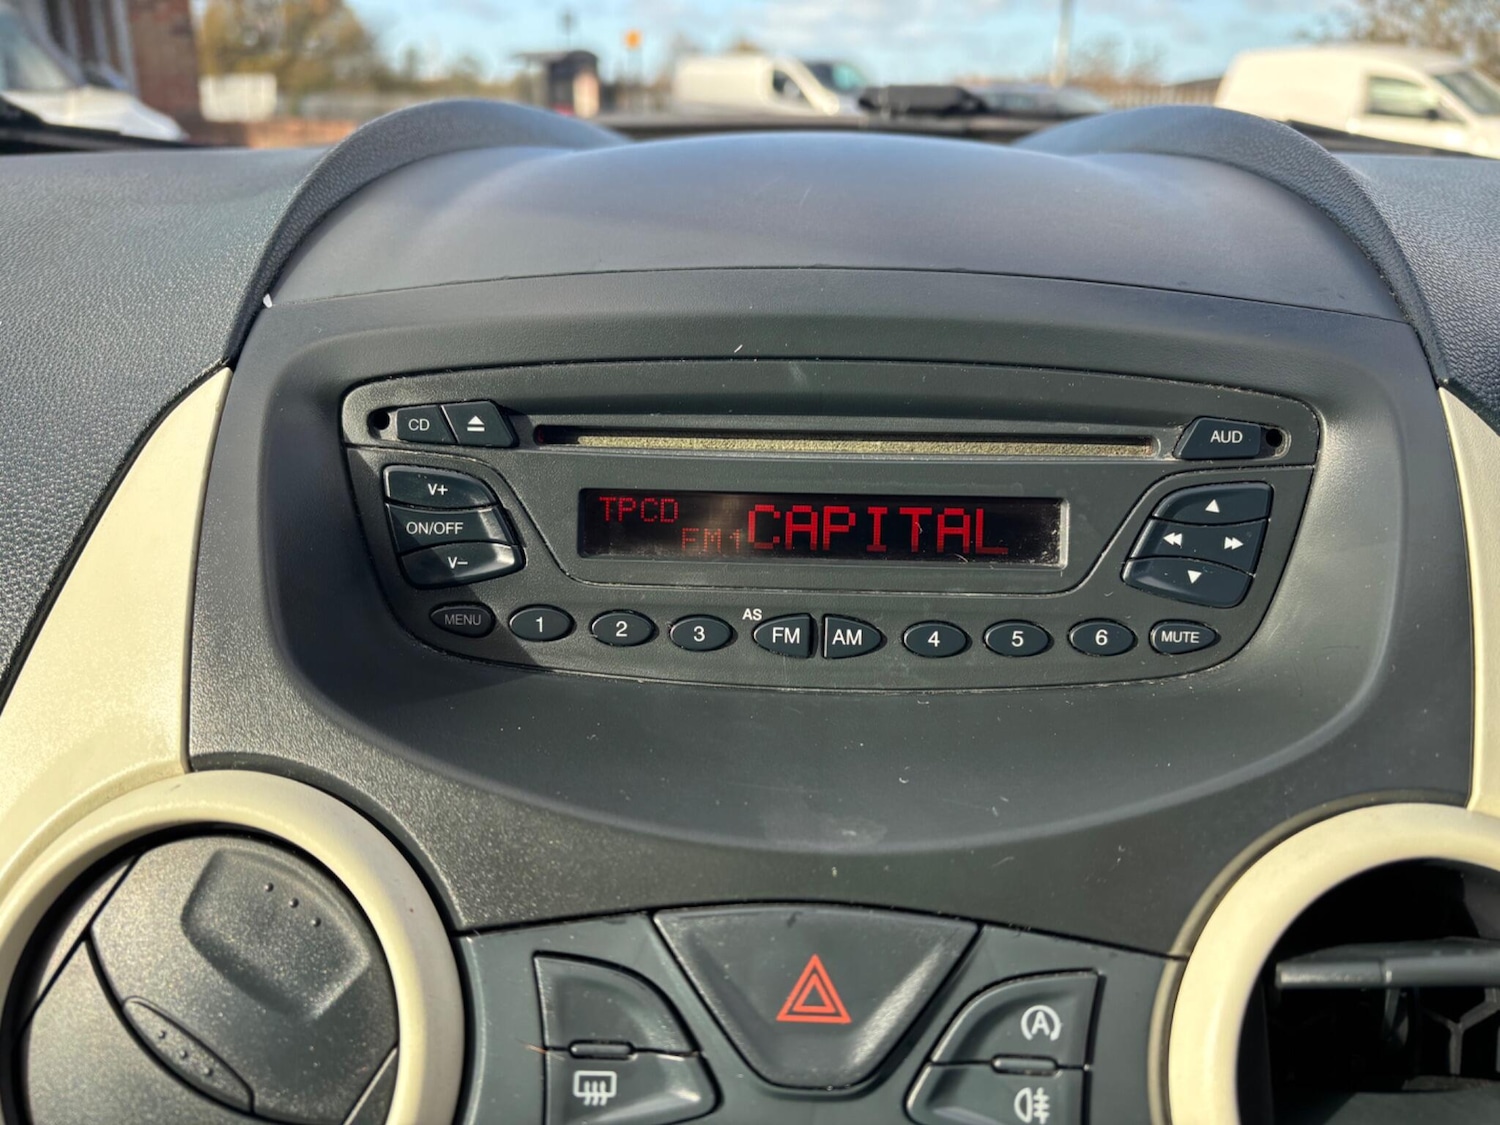 CD
AUD
V+
ON/OFF
V–
TPCD
FM1 CAPITAL
MENU 1 2 3 AS FM AM 4 5 6 MUTE
A